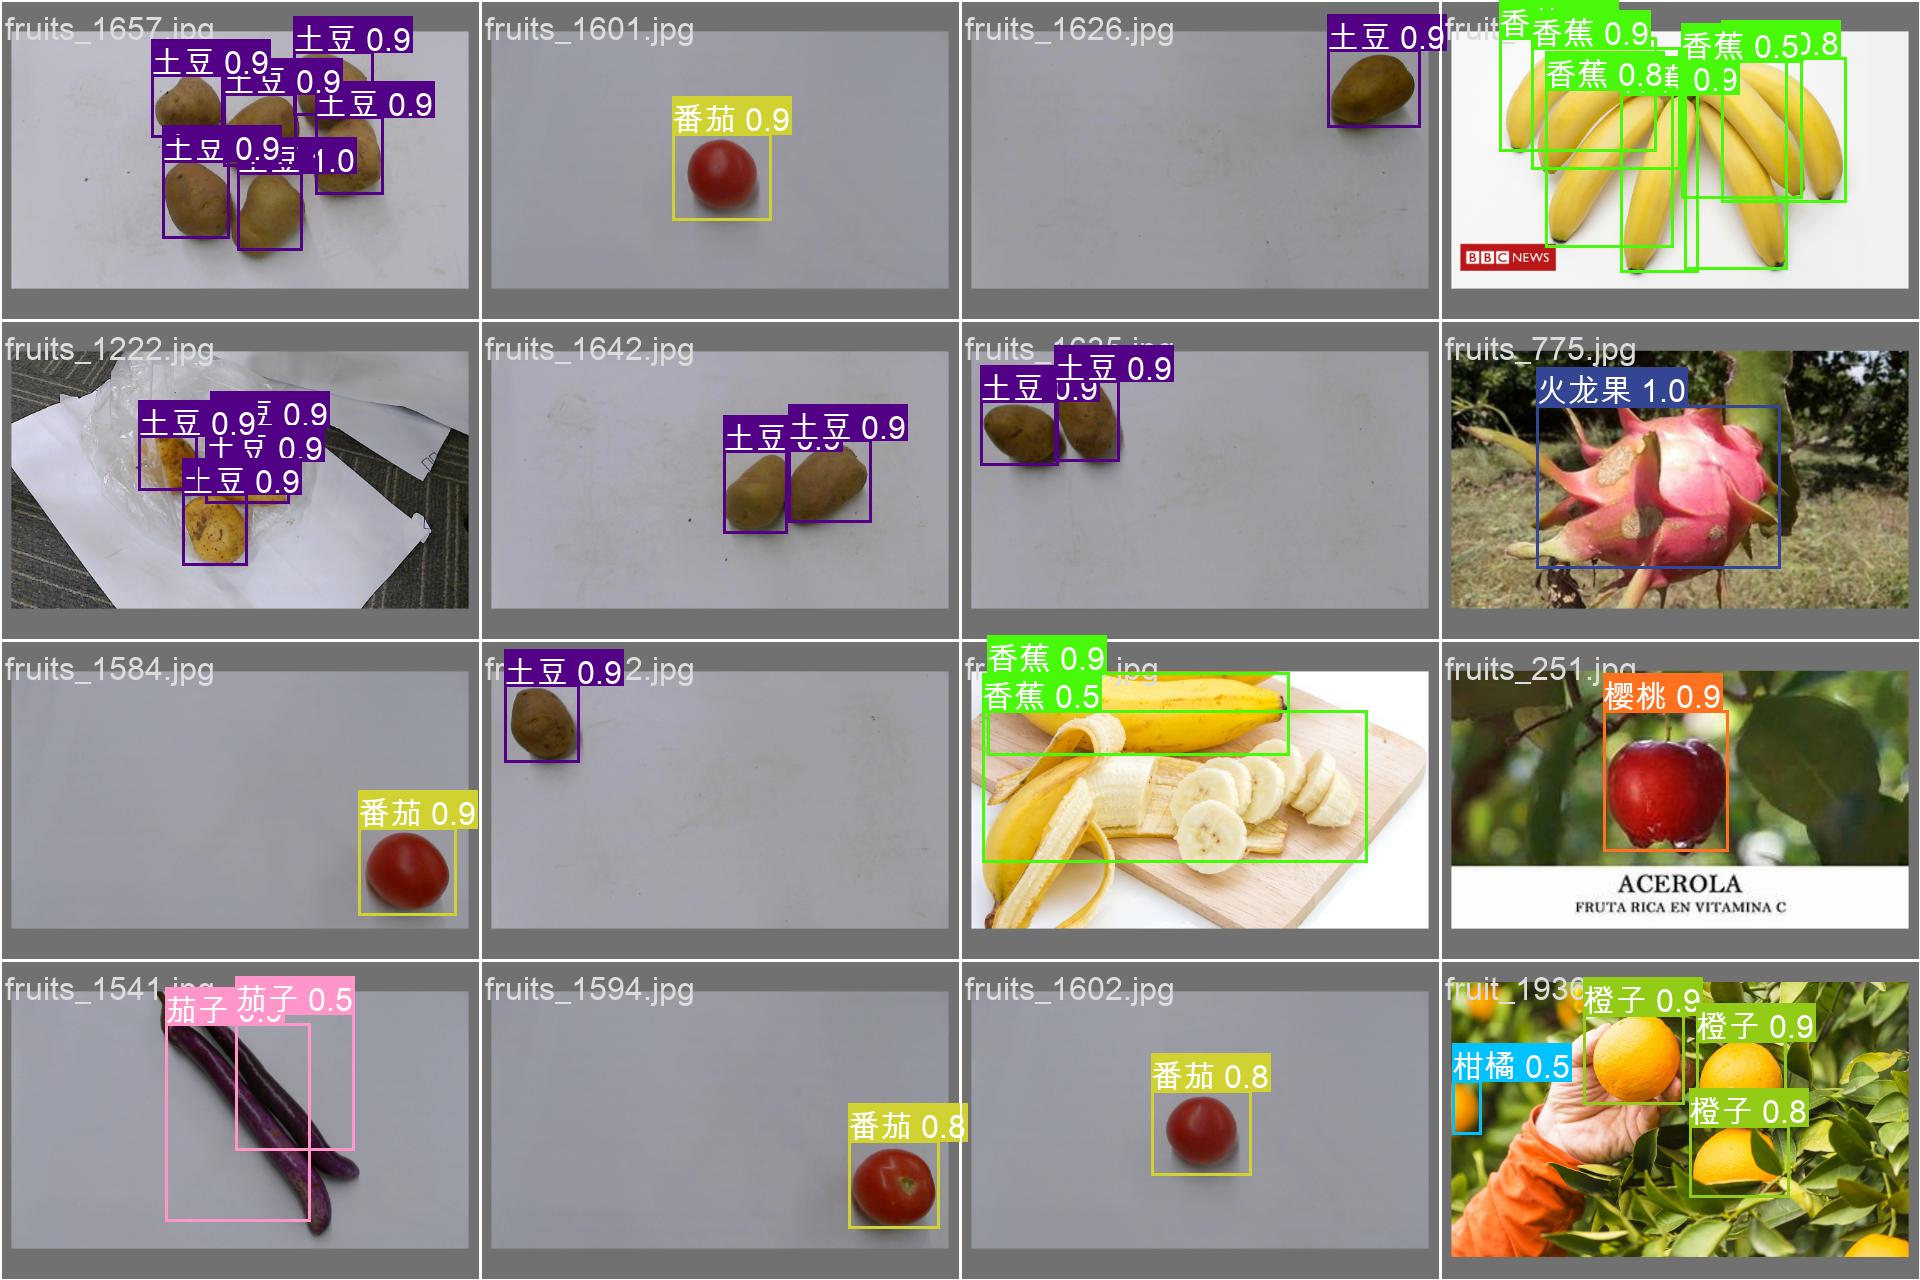 fruits_1657.jpg
土豆 0.9
土豆 0.9
土豆 0.9
土豆 0.9
土豆 0.9
1.0
fruits_1601.jpg
番茄 0.9
fruits_1626.jpg
土豆 0.9
香蕉 0.9
香蕉 0.5
0.8
香蕉 0.8
0.9
BBC NEWS
fruits_1222.jpg
土豆 0.9
豆 0.9
土豆 0.9
土豆 0.9
fruits_1642.jpg
土豆 0.9
土豆
土豆 0.9
土豆 0.9
fruits_775.jpg
火龙果 1.0
fruits_1584.jpg
番茄 0.9
土豆 0.9
2.jpg
香蕉 0.9
.jpg
香蕉 0.5
fruits_251.jpg
樱桃 0.9
ACEROLA
FRUTA RICA EN VITAMINA C
fruits_1541.jpg
茄子
茄子 0.5
fruits_1594.jpg
番茄 0.8
fruits_1602.jpg
番茄 0.8
fruit_1936
橙子 0.9
橙子 0.9
柑橘 0.5
橙子 0.8